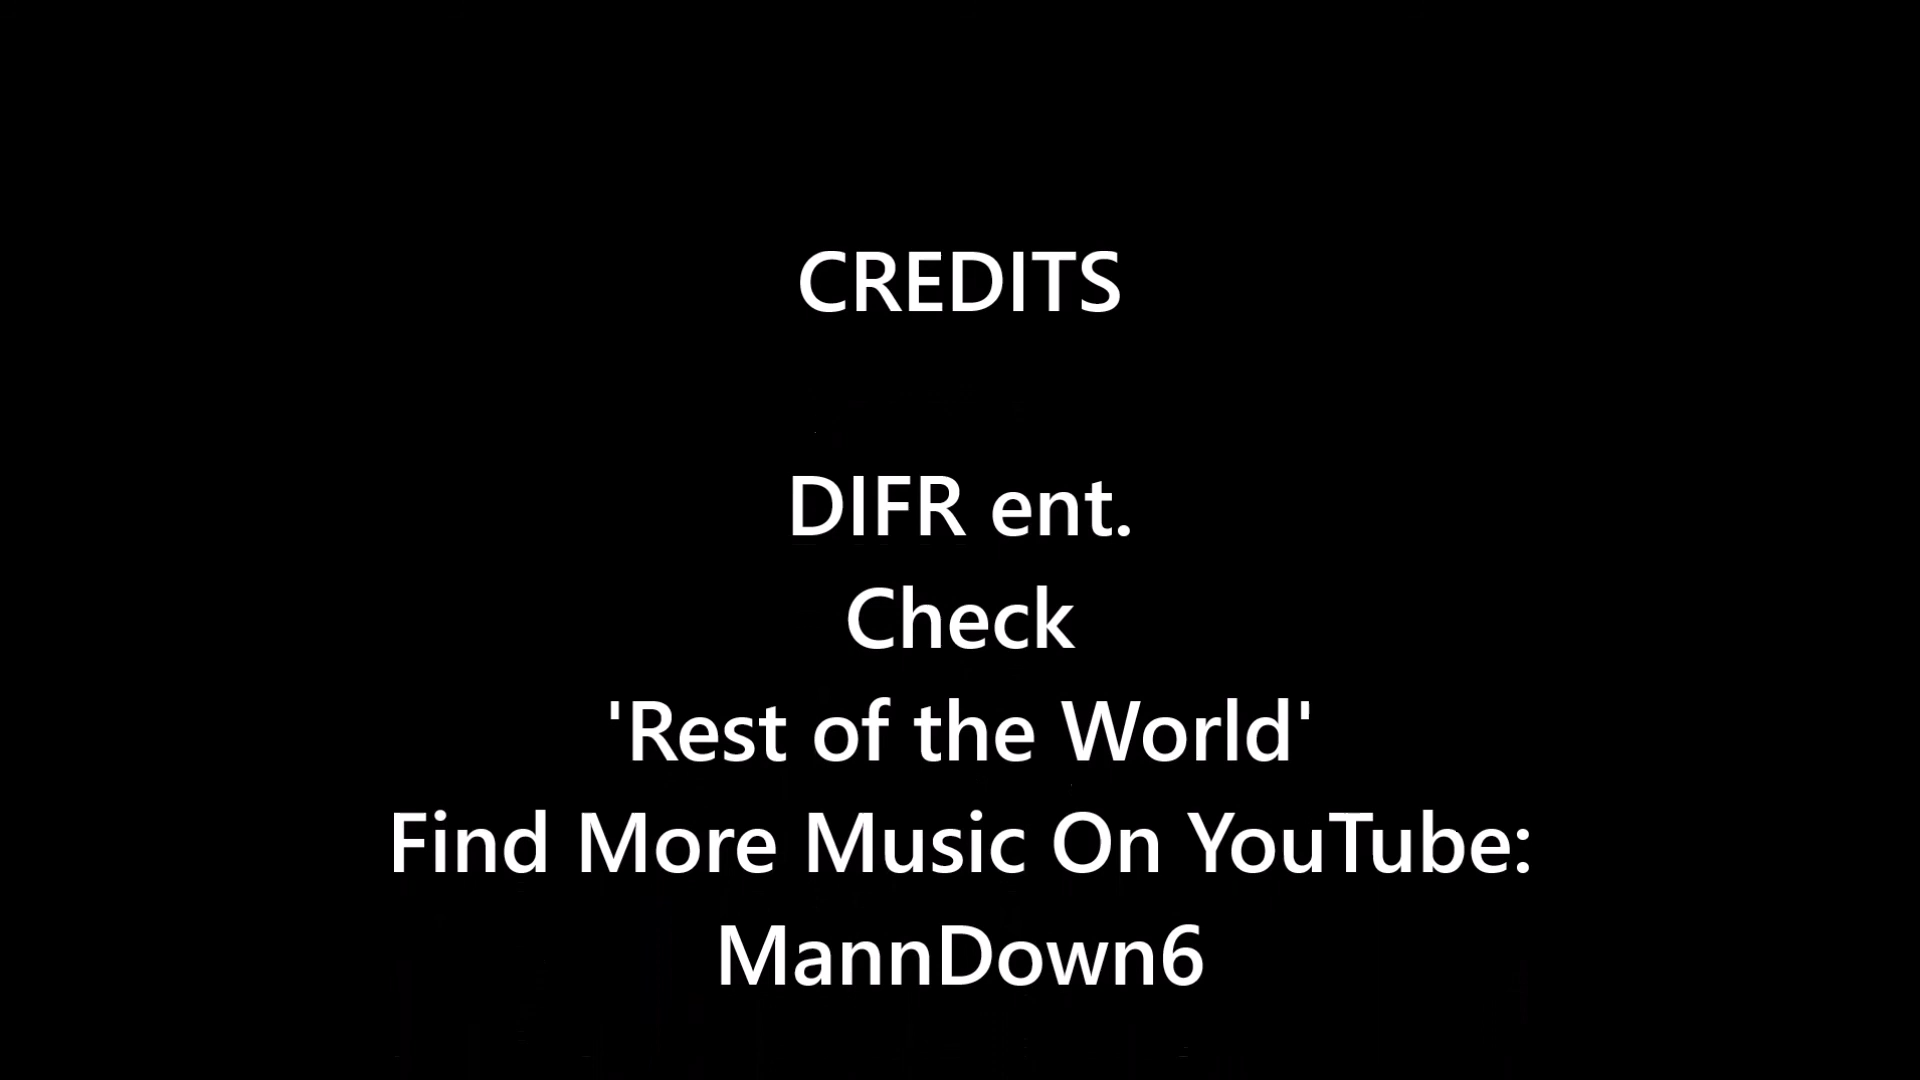 CREDITS
DIFR ent.
Check
'Rest of the World'
Find More Music On YouTube:
MannDown6